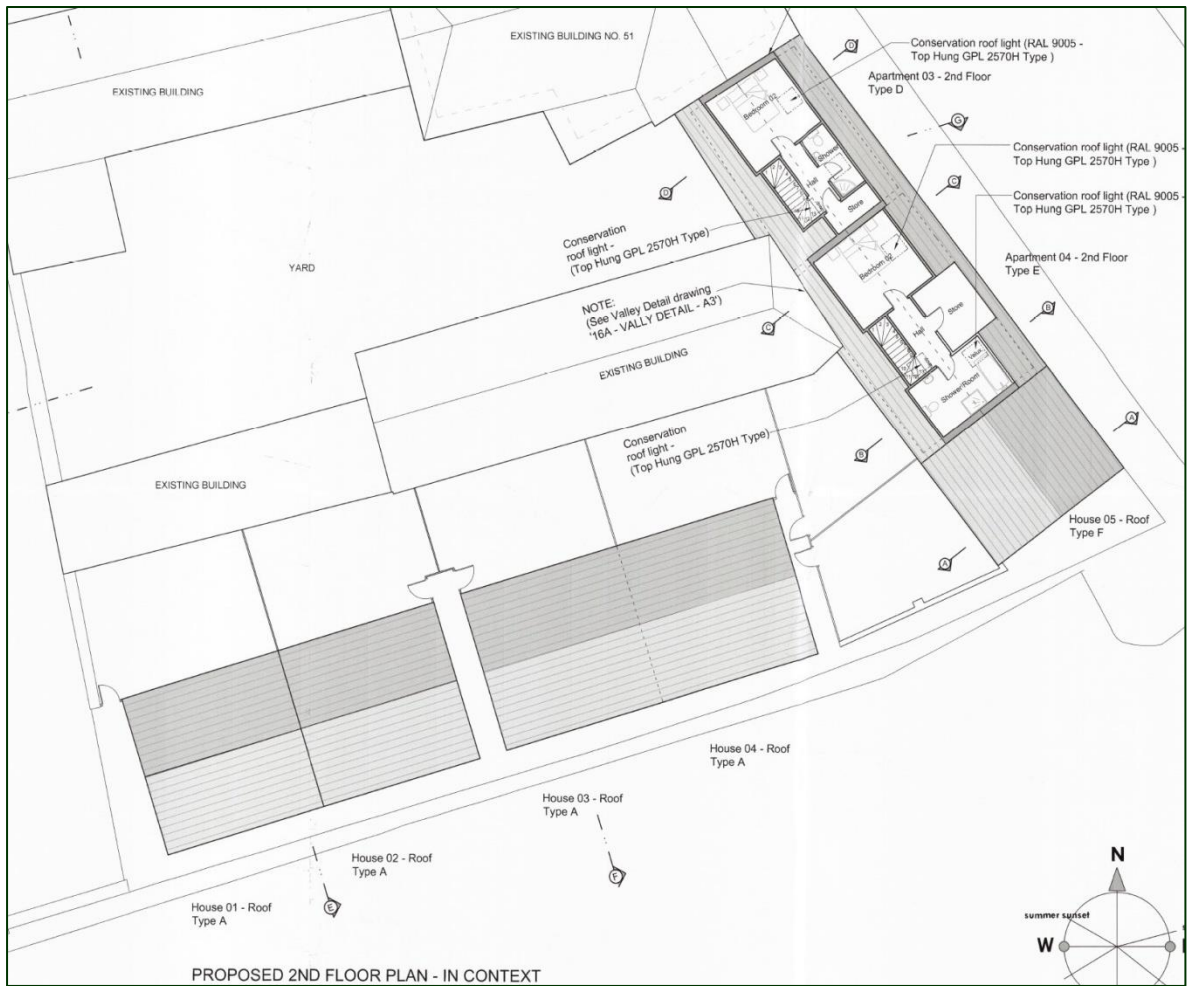 EXISTING BUILDING NO. 51
Conservation roof light (RAL 9005 -
Top Hung GPL 2570H Type )
EXISTING BUILDING
Apartment 03 - 2nd Floor
Type D
D
Bedroom 02
G
Shower
Conservation roof light (RAL 9005 -
Top Hung GPL 2570H Type )
Hall
C
D
Store
Conservation roof light (RAL 9005 -
Top Hung GPL 2570H Type )
Conservation
roof light -
(Top Hung GPL 2570H Type)
YARD
Bedroom 02
Apartment 04 - 2nd Floor
Type E
NOTE:
(See Valley Detail drawing
'16A - VALLY DETAIL - A3')
Store
B
C
Hall
EXISTING BUILDING
Velux
Shower Room
A
Conservation
roof light -
(Top Hung GPL 2570H Type)
B
EXISTING BUILDING
House 05 - Roof
Type F
A
House 04 - Roof
Type A
House 03 - Roof
Type A
House 02 - Roof
Type A
F
House 01 - Roof
Type A
E
N
summer sunset
W
PROPOSED 2ND FLOOR PLAN - IN CONTEXT